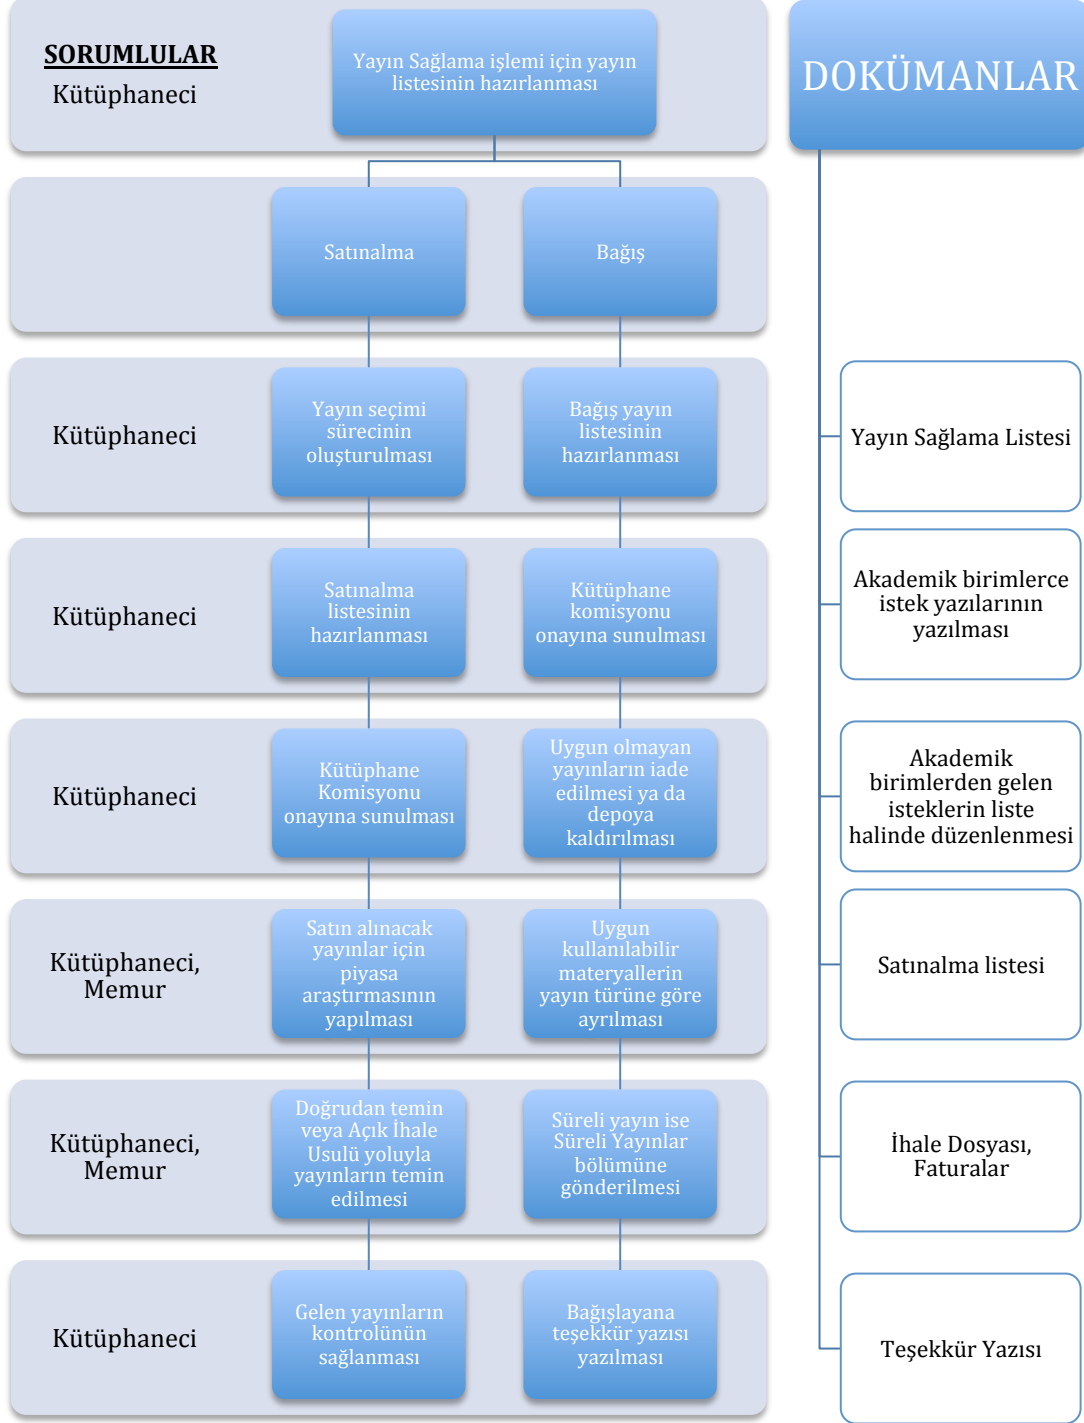 SORUMLULAR
Kütüphaneci
Yayın Sağlama işlemi için yayın
listesinin hazırlanması
DOKÜMANLAR
Satınalma
Bağış
Kütüphaneci
Yayın seçimi
sürecinin
oluşturulması
Bağış yayın
listesinin
hazırlanması
Yayın Sağlama Listesi
Kütüphaneci
Satınalma
listesinin
hazırlanması
Kütüphane
komisyonu
onayına sunulması
Akademik birimlerce
istek yazılarının
yazılması
Kütüphaneci
Kütüphane
Komisyonu
onayına sunulması
Uygun olmayan
yayınların iade
edilmesi ya da
depoya
kaldırılması
Akademik
birimlerden gelen
isteklerin liste
halinde düzenlenmesi
Kütüphaneci,
Memur
Satın alınacak
yayınlar için
piyasa
araştırmasının
yapılması
Uygun
kullanılabilir
materyallerin
yayın türüne göre
ayrılması
Satınalma listesi
Kütüphaneci,
Memur
Doğrudan temin
veya Açık İhale
Usulü yoluyla
yayınların temin
edilmesi
Süreli yayın ise
Süreli Yayınlar
bölümüne
gönderilmesi
İhale Dosyası,
Faturalar
Kütüphaneci
Gelen yayınların
kontrolünün
sağlanması
Bağışlayana
teşekkür yazısı
yazılması
Teşekkür Yazısı